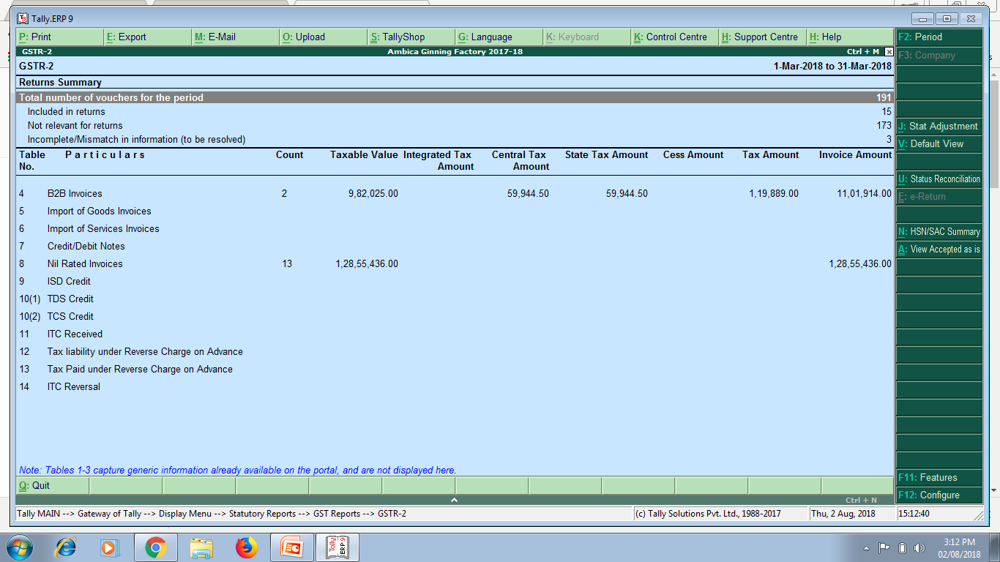 Tally.ERP 9
P: Print E: Export M: E-Mail O: Upload S: TallyShop G: Language K: Keyboard K: Control Centre H: Support Centre H: Help F2: Period
GSTR-2 Ambica Ginning Factory 2017-18 Ctrl + M
F3: Company
GSTR-2 1-Mar-2018 to 31-Mar-2018
Returns Summary
Total number of vouchers for the period 191
Included in returns 15
Not relevant for returns 173
Incomplete/Mismatch in information (to be resolved) 3
J: Stat Adjustment
V: Default View
U: Status Reconciliation
E: e-Return
N: HSN/SAC Summary
A: View Accepted as is
Table Particulars Count Taxable Value Integrated Tax Central Tax State Tax Amount Cess Amount Tax Amount Invoice Amount
No. Amount Amount
4 B2B Invoices 2 9,82,025.00 59,944.50 59,944.50 1,19,889.00 11,01,914.00
5 Import of Goods Invoices
6 Import of Services Invoices
7 Credit/Debit Notes
8 Nil Rated Invoices 13 1,28,55,436.00 1,28,55,436.00
9 ISD Credit
10(1) TDS Credit
10(2) TCS Credit
11 ITC Received
12 Tax liability under Reverse Charge on Advance
13 Tax Paid under Reverse Charge on Advance
14 ITC Reversal
Note: Tables 1-3 capture generic information already available on the portal, and are not displayed here.
F11: Features
Q: Quit
F12: Configure
Ctrl + N
Tally MAIN --> Gateway of Tally --> Display Menu --> Statutory Reports --> GST Reports --> GSTR-2 (c) Tally Solutions Pvt. Ltd., 1988-2017 Thu, 2 Aug, 2018 15:12:40
Tally
ERP 9
3:12 PM
02/08/2018